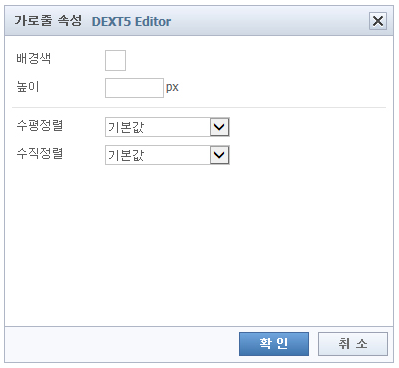 가로줄 속성 DEXT5 Editor
배경색
높이 px
수평정렬 기본값
수직정렬 기본값
확 인 취 소